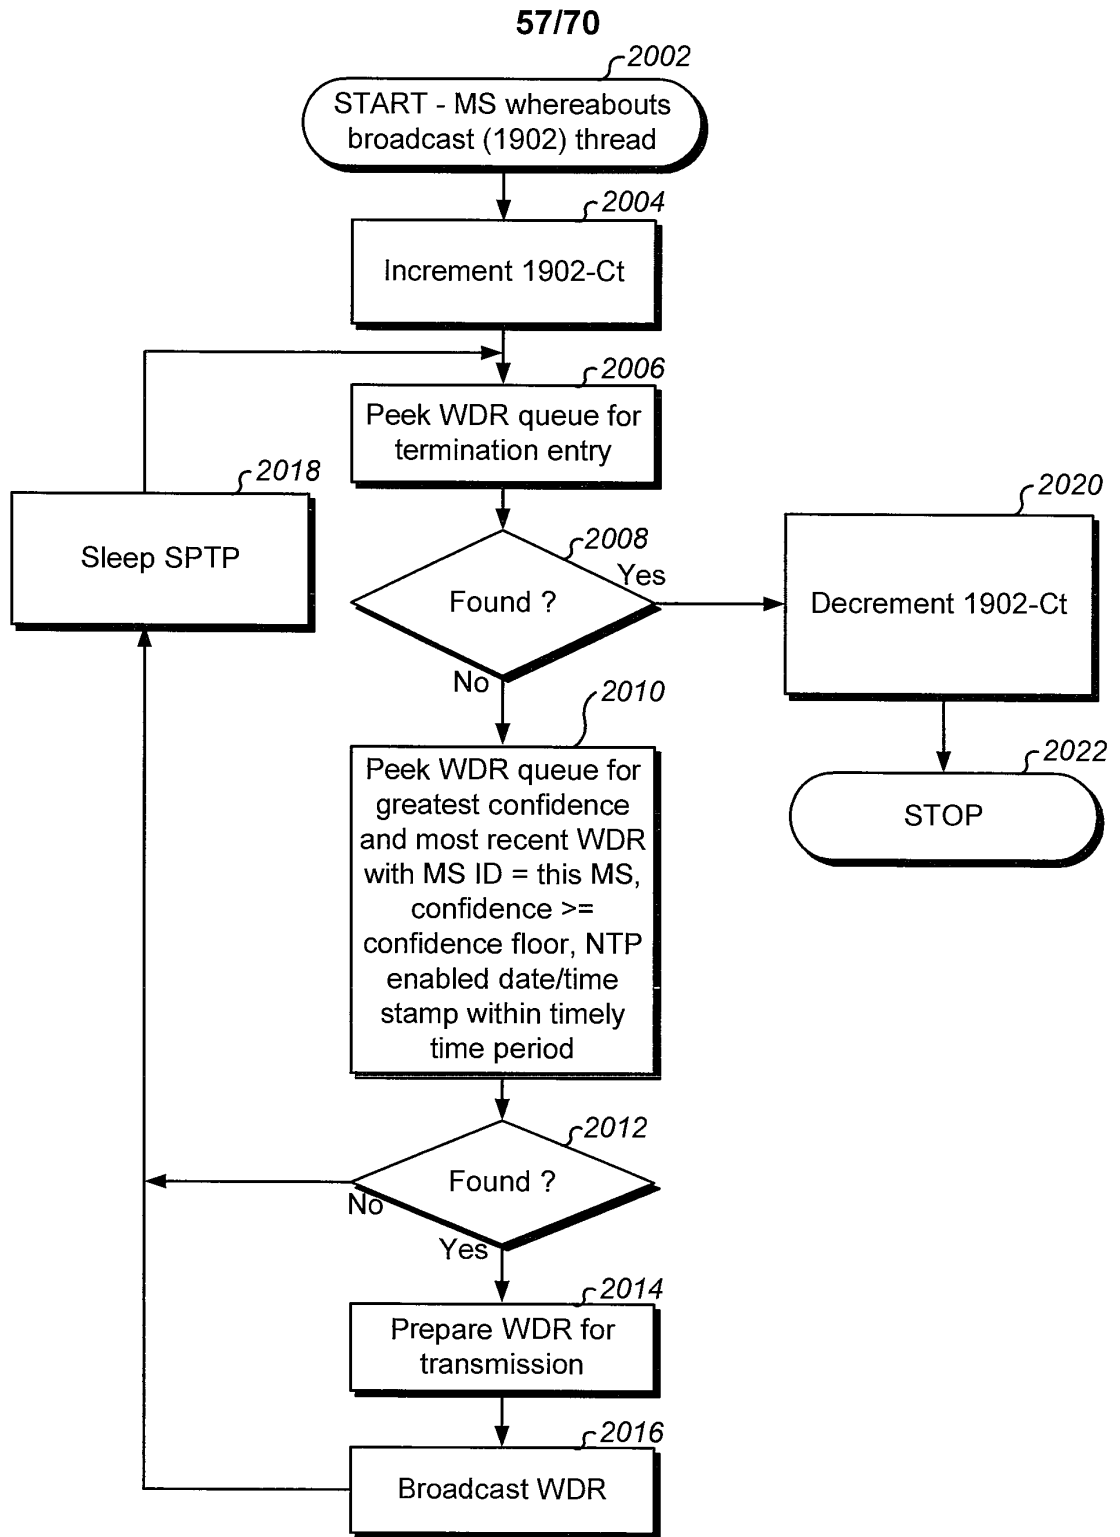 57/70
2002
START - MS whereabouts
broadcast (1902) thread
2004
Increment 1902-Ct
2006
Peek WDR queue for
termination entry
2018
Sleep SPTP
2008
Found ?
Yes
No
2020
Decrement 1902-Ct
2022
STOP
2010
Peek WDR queue for
greatest confidence
and most recent WDR
with MS ID = this MS,
confidence >=
confidence floor, NTP
enabled date/time
stamp within timely
time period
2012
Found ?
No
Yes
2014
Prepare WDR for
transmission
2016
Broadcast WDR